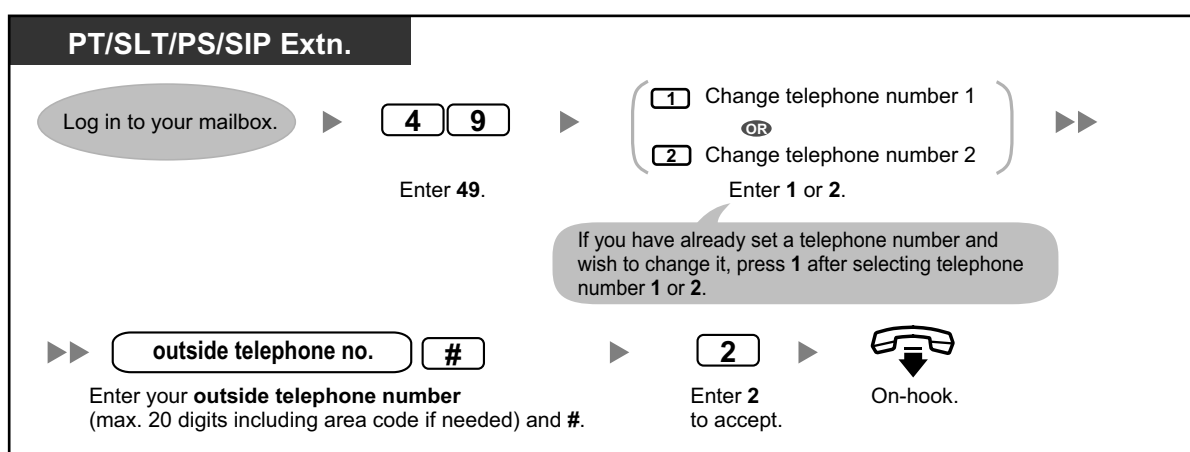 PT/SLT/PS/SIP Extn.
Log in to your mailbox.
4 9
Enter 49.
1 Change telephone number 1
OR
2 Change telephone number 2
Enter 1 or 2.
If you have already set a telephone number and
wish to change it, press 1 after selecting telephone
number 1 or 2.
outside telephone no. #
Enter your outside telephone number
(max. 20 digits including area code if needed) and #.
2
Enter 2
to accept.
On-hook.